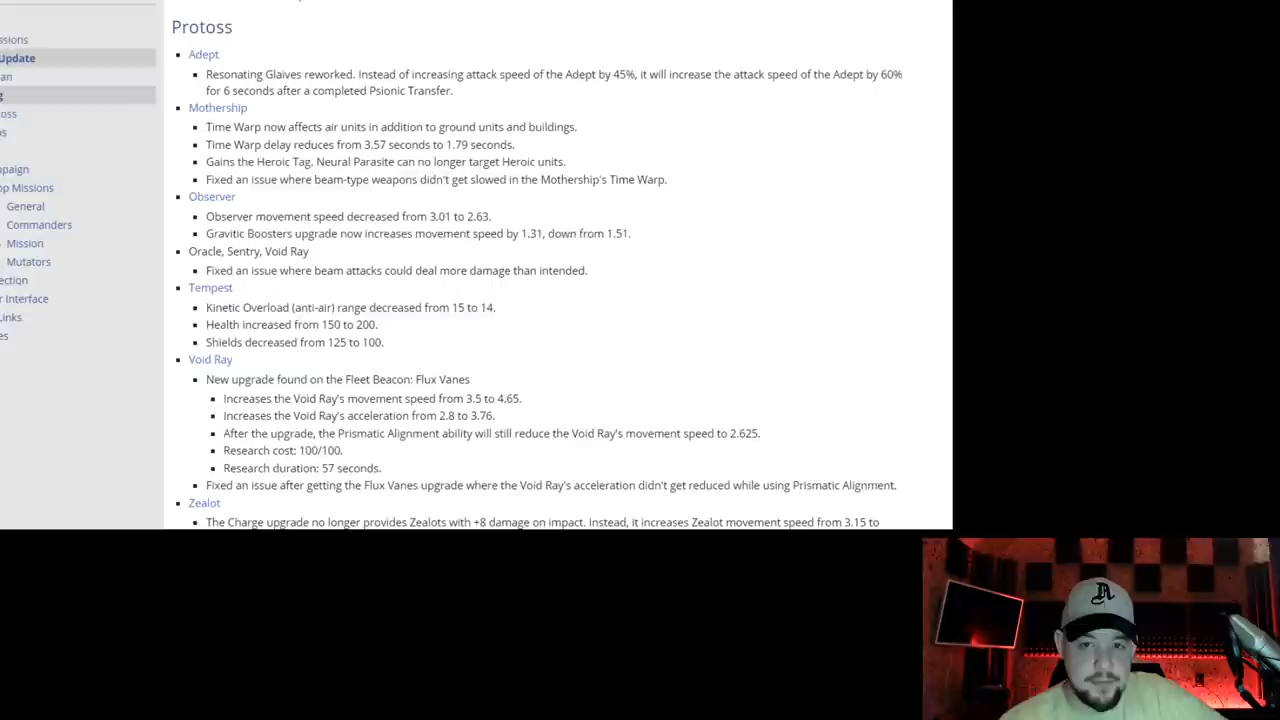 Protoss
ssions
Adept
Update
Resonating Glaives reworked. Instead of increasing attack speed of the Adept by 45%, it will increase the attack speed of the Adept by 60%
an
for 6 seconds after a completed Psionic Transfer.
g
Mothership
oss
Time Warp now affects air units in addition to ground units and buildings.
os
Time Warp delay reduces from 3.57 seconds to 1.79 seconds.
Gains the Heroic Tag. Neural Parasite can no longer target Heroic units.
mpaign
Fixed an issue where beam-type weapons didn't get slowed in the Mothership's Time Warp.
op Missions
Observer
General
Observer movement speed decreased from 3.01 to 2.63.
Commanders
Gravitic Boosters upgrade now increases movement speed by 1.31, down from 1.51.
Mission
Oracle, Sentry, Void Ray
Mutators
Fixed an issue where beam attacks could deal more damage than intended.
ection
Tempest
r Interface
Kinetic Overload (anti-air) range decreased from 15 to 14.
Links
Health increased from 150 to 200.
es
Shields decreased from 125 to 100.
Void Ray
New upgrade found on the Fleet Beacon: Flux Vanes
Increases the Void Ray's movement speed from 3.5 to 4.65.
Increases the Void Ray's acceleration from 2.8 to 3.76.
After the upgrade, the Prismatic Alignment ability will still reduce the Void Ray's movement speed to 2.625.
Research cost: 100/100.
Research duration: 57 seconds.
Fixed an issue after getting the Flux Vanes upgrade where the Void Ray's acceleration didn't get reduced while using Prismatic Alignment.
Zealot
The Charge upgrade no longer provides Zealots with +8 damage on impact. Instead, it increases Zealot movement speed from 3.15 to
A